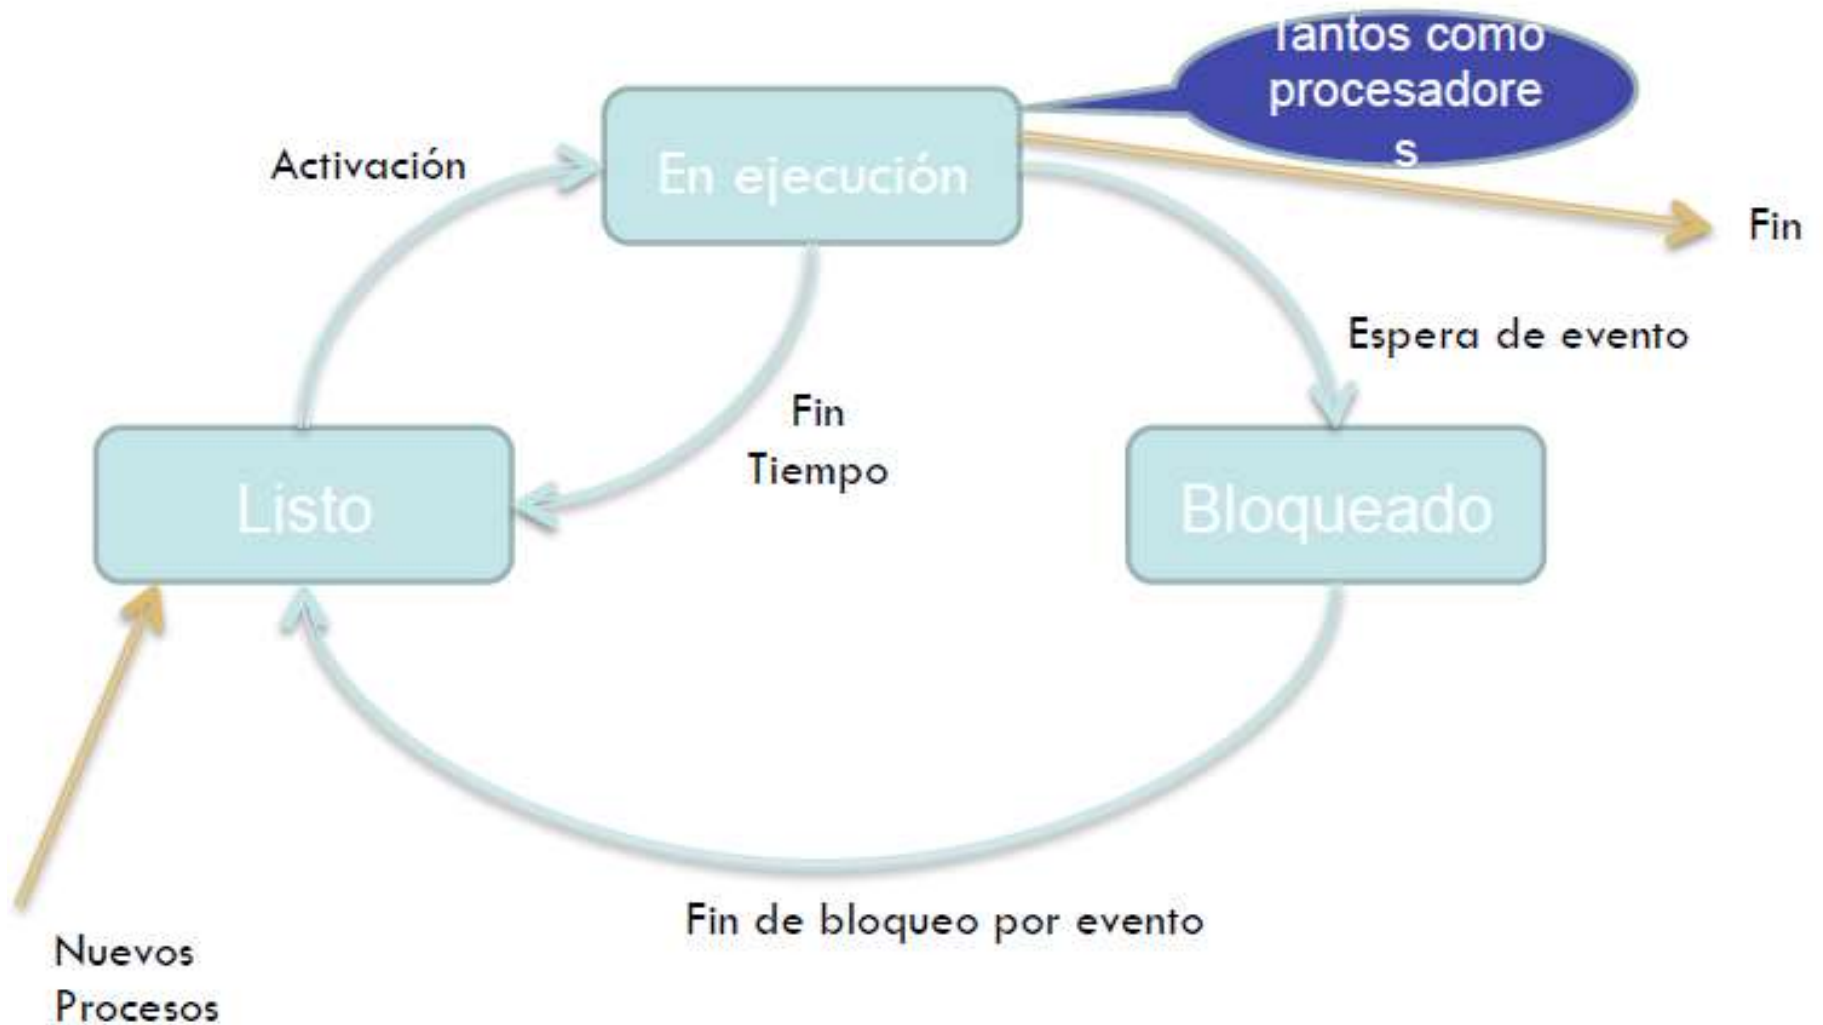 Tantos como
procesadore
s
En ejecución
Activación
Fin
Espera de evento
Fin
Tiempo
Listo
Bloqueado
Fin de bloqueo por evento
Nuevos
Procesos